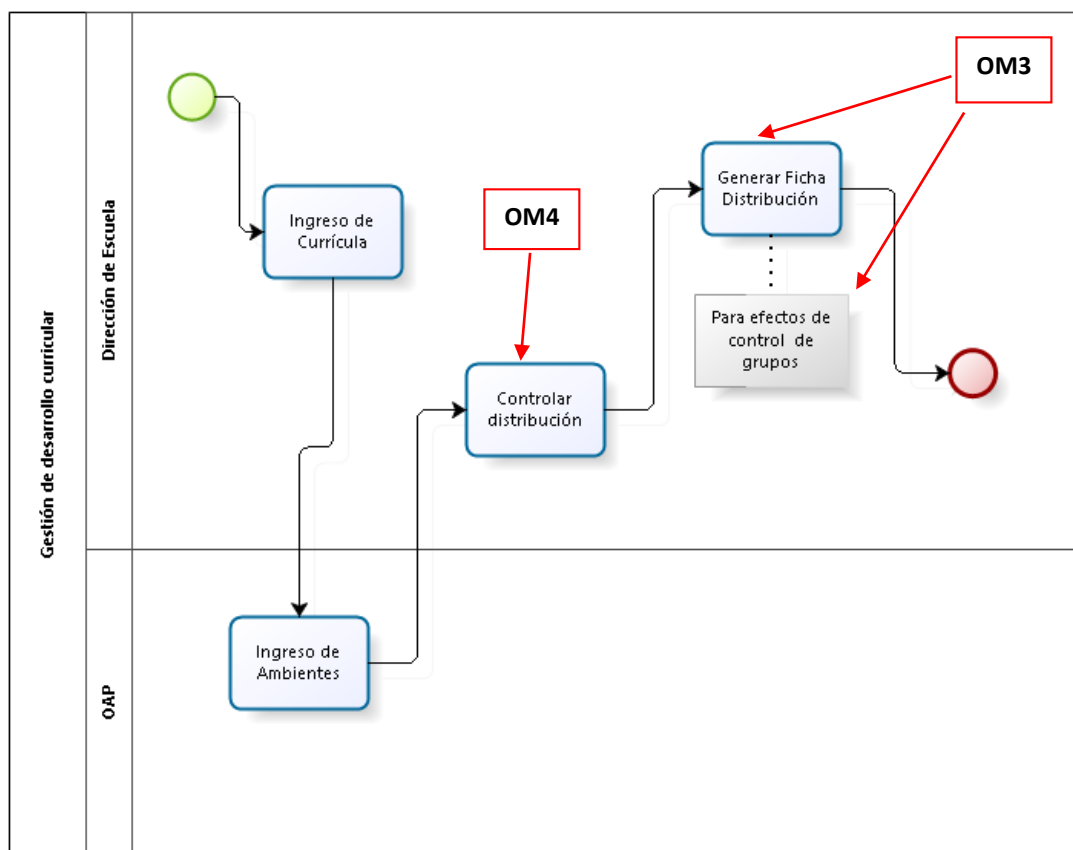 Gestión de desarrollo curricular
Dirección de Escuela
OM3
Generar Ficha
Distribución
OM4
Ingreso de
Currícula
Para efectos de
control de
grupos
Controlar
distribución
OAP
Ingreso de
Ambientes